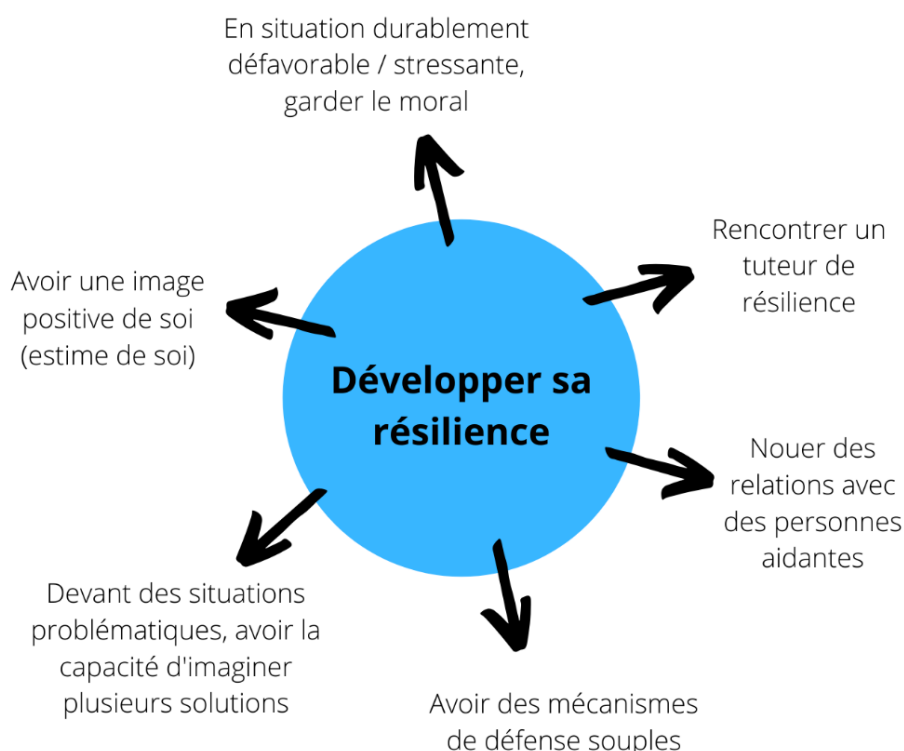 En situation durablement
défavorable / stressante,
garder le moral
Rencontrer un
tuteur de
résilience
Avoir une image
positive de soi
(estime de soi)
Développer sa
résilience
Nouer des
relations avec
des personnes
aidantes
Devant des situations
problématiques, avoir la
capacité d'imaginer
plusieurs solutions
Avoir des mécanismes
de défense souples